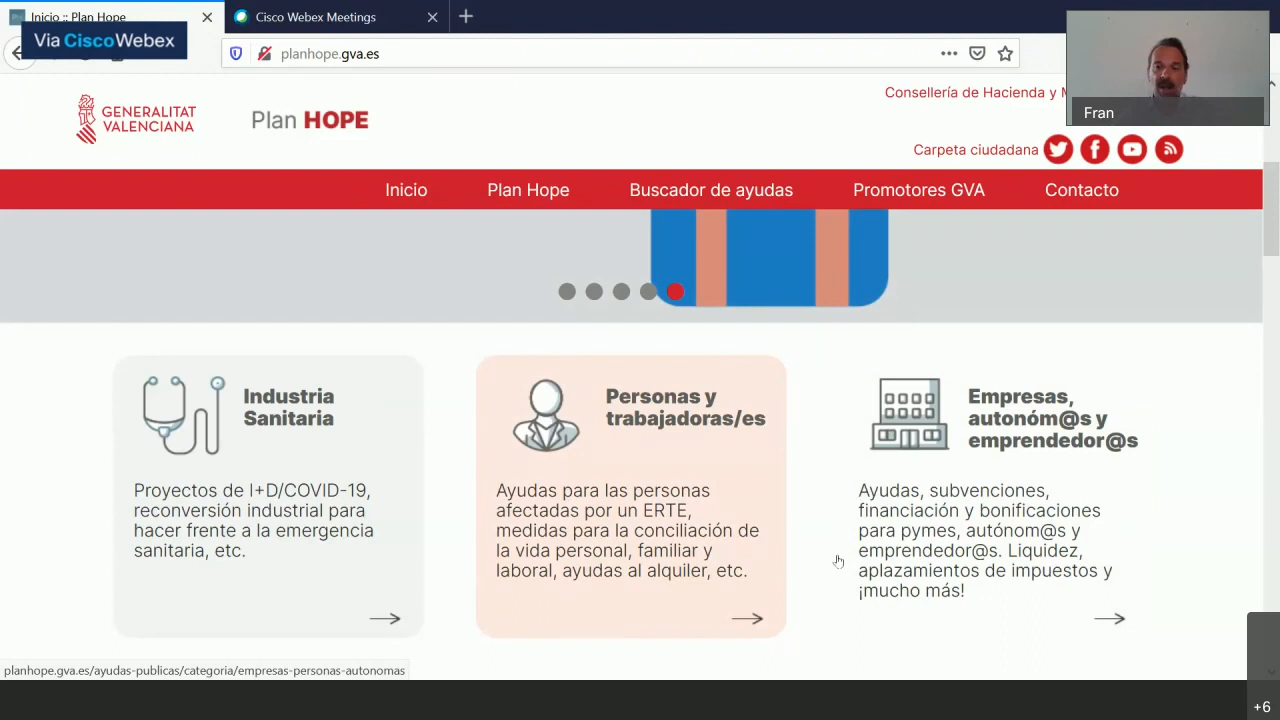 Inicio :: Plan Hope
Cisco Webex Meetings
Via CiscoWebex
planhope.gva.es
Consellería de Hacienda y M
Fran
GENERALITAT
VALENCIANA
Plan HOPE
Carpeta ciudadana
Inicio
Plan Hope
Buscador de ayudas
Promotores GVA
Contacto
Industria
Sanitaria
Proyectos de I+D/COVID-19,
reconversión industrial para
hacer frente a la emergencia
sanitaria, etc.
Personas y
trabajadoras/es
Ayudas para las personas
afectadas por un ERTE,
medidas para la conciliación de
la vida personal, familiar y
laboral, ayudas al alquiler, etc.
Empresas,
autonóm@s y
emprendedor@s
Ayudas, subvenciones,
financiación y bonificaciones
para pymes, autónom@s y
emprendedor@s. Liquidez,
aplazamientos de impuestos y
¡mucho más!
planhope.gva.es/ayudas-publicas/categoria/empresas-personas-autonomas
+6